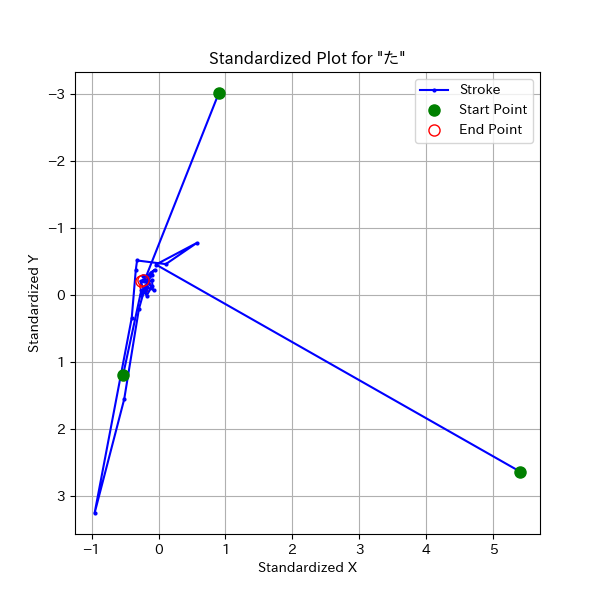 Standardized Plot for "た"
Stroke
Start Point
End Point
Standardized Y
−3
−2
−1
0
1
2
3
−1
0
1
2
3
4
5
Standardized X